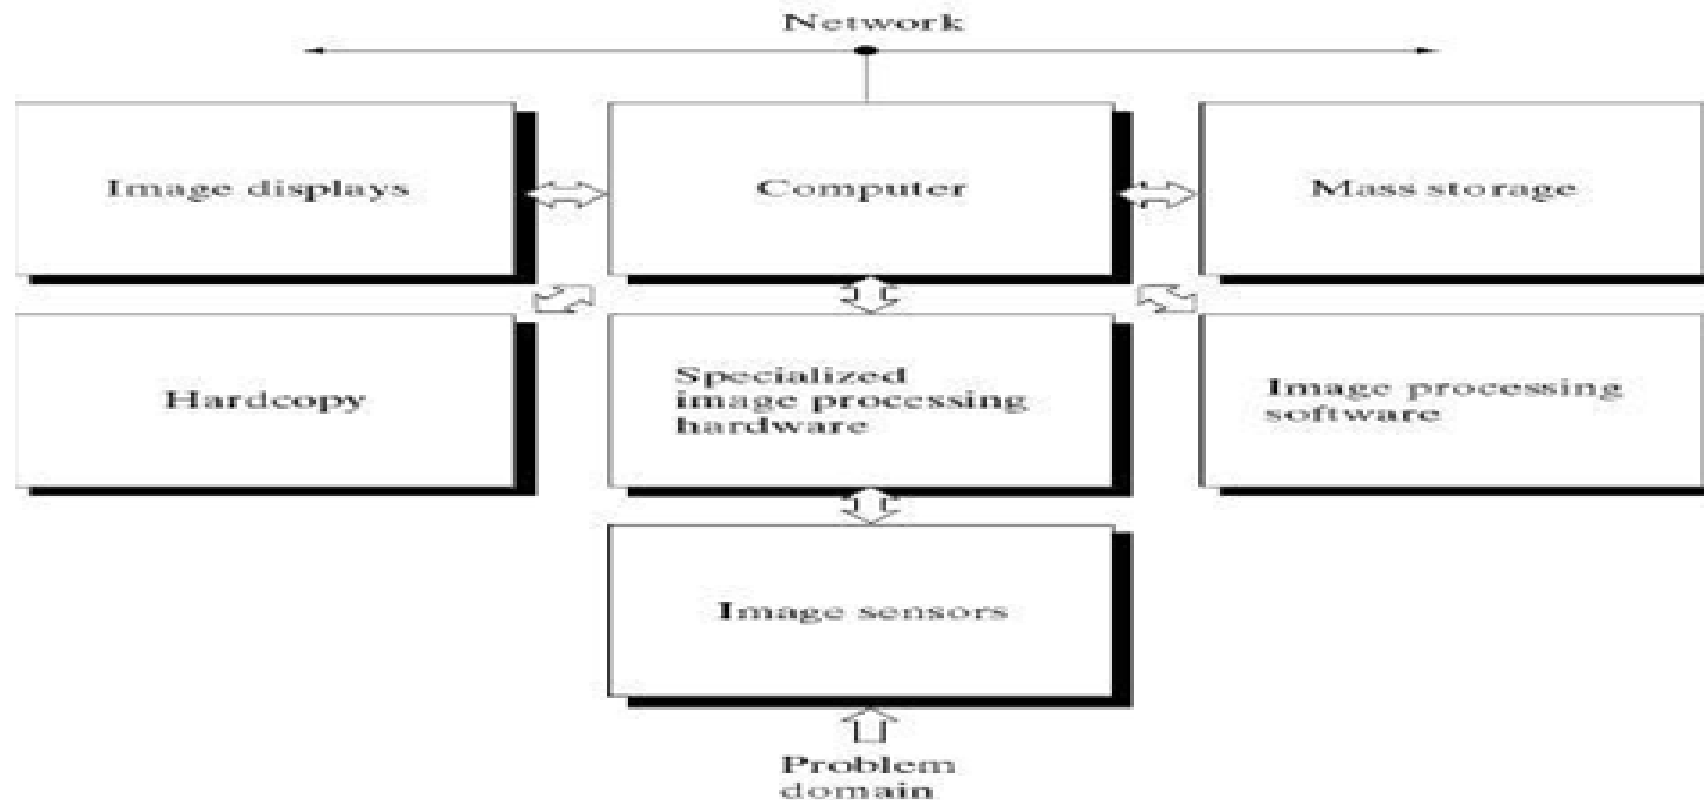 Network
Image displays
Computer
Mass storage
Hardcopy
Specialized
image processing
hardware
Image processing
software
Image sensors
Problem
domain